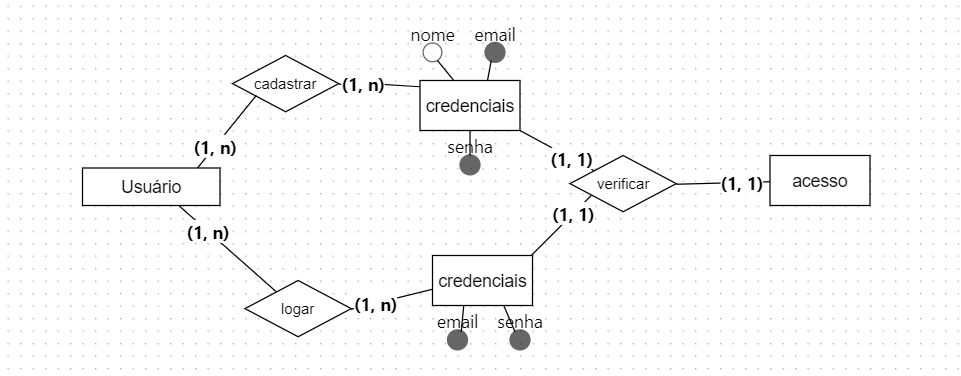 nome
email
cadastrar
(1, n)
credenciais
(1, n)
senha
(1, 1)
Usuário
verificar
(1, 1)
acesso
(1, 1)
(1, n)
logar
(1, n)
credenciais
email
senha